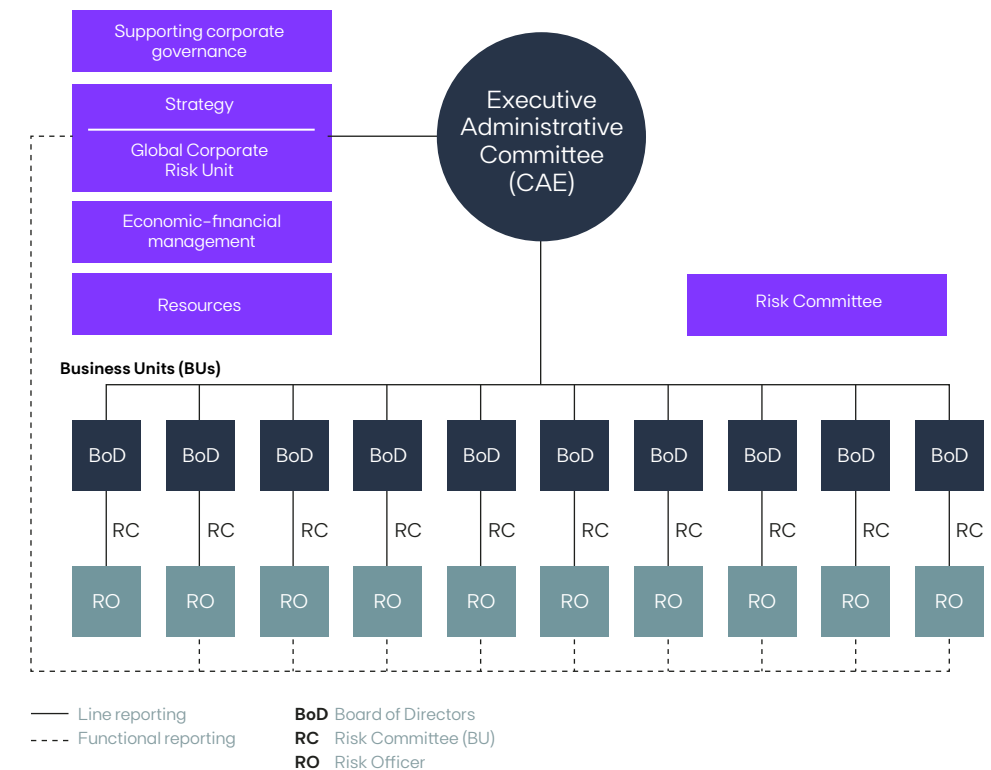 Supporting corporate
governance
Strategy
Global Corporate
Risk Unit
Economic-financial
management
Resources
Executive
Administrative
Committee
(CAE)
Risk Committee
Business Units (BUs)
BoD BoD BoD BoD BoD BoD BoD BoD BoD BoD
RC RC RC RC RC RC RC RC RC RC
RO RO RO RO RO RO RO RO RO RO
Line reporting
Functional reporting
BoD Board of Directors
RC Risk Committee (BU)
RO Risk Officer